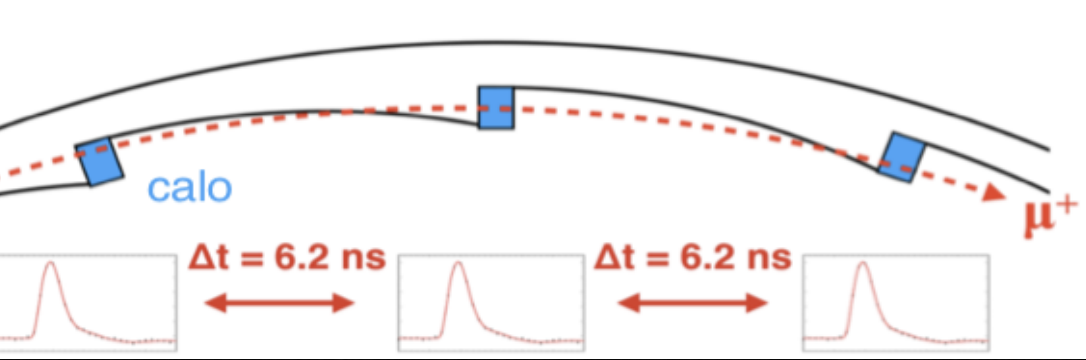 calo
μ⁺
Δt = 6.2 ns
Δt = 6.2 ns